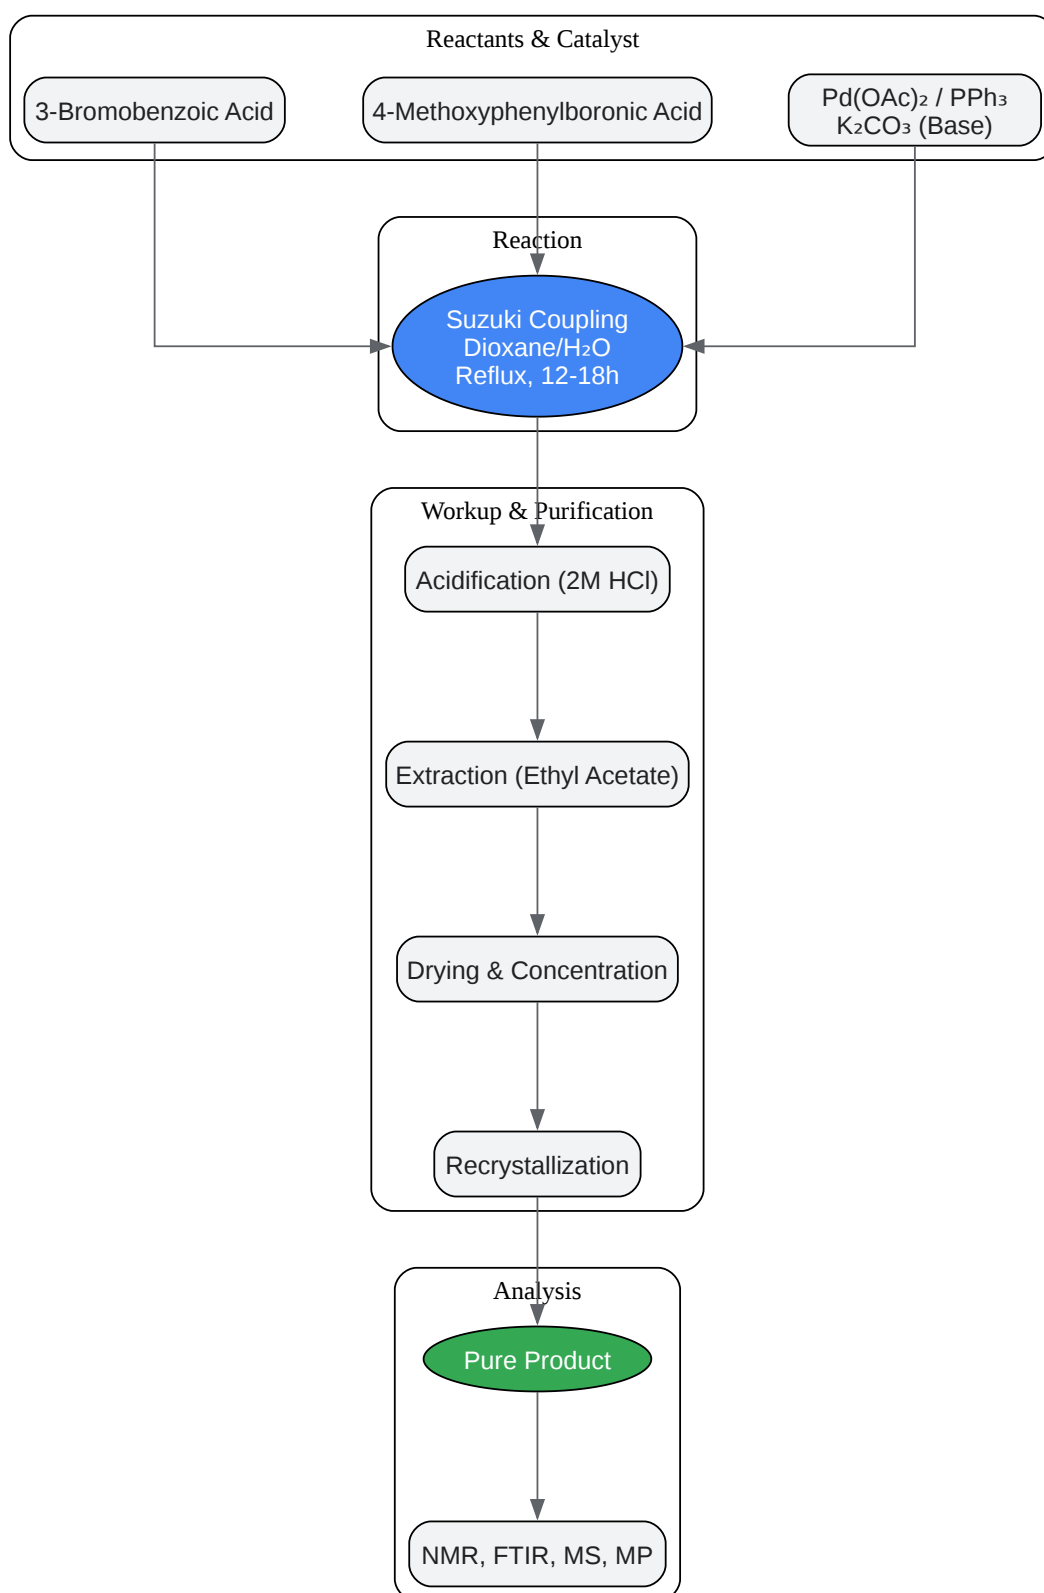 Reactants & Catalyst
3-Bromobenzoic Acid
4-Methoxyphenylboronic Acid
Pd(OAc)₂ / PPh₃
K₂CO₃ (Base)
Reaction
Suzuki Coupling
Dioxane/H₂O
Reflux, 12-18h
Workup & Purification
Acidification (2M HCl)
Extraction (Ethyl Acetate)
Drying & Concentration
Recrystallization
Analysis
Pure Product
NMR, FTIR, MS, MP